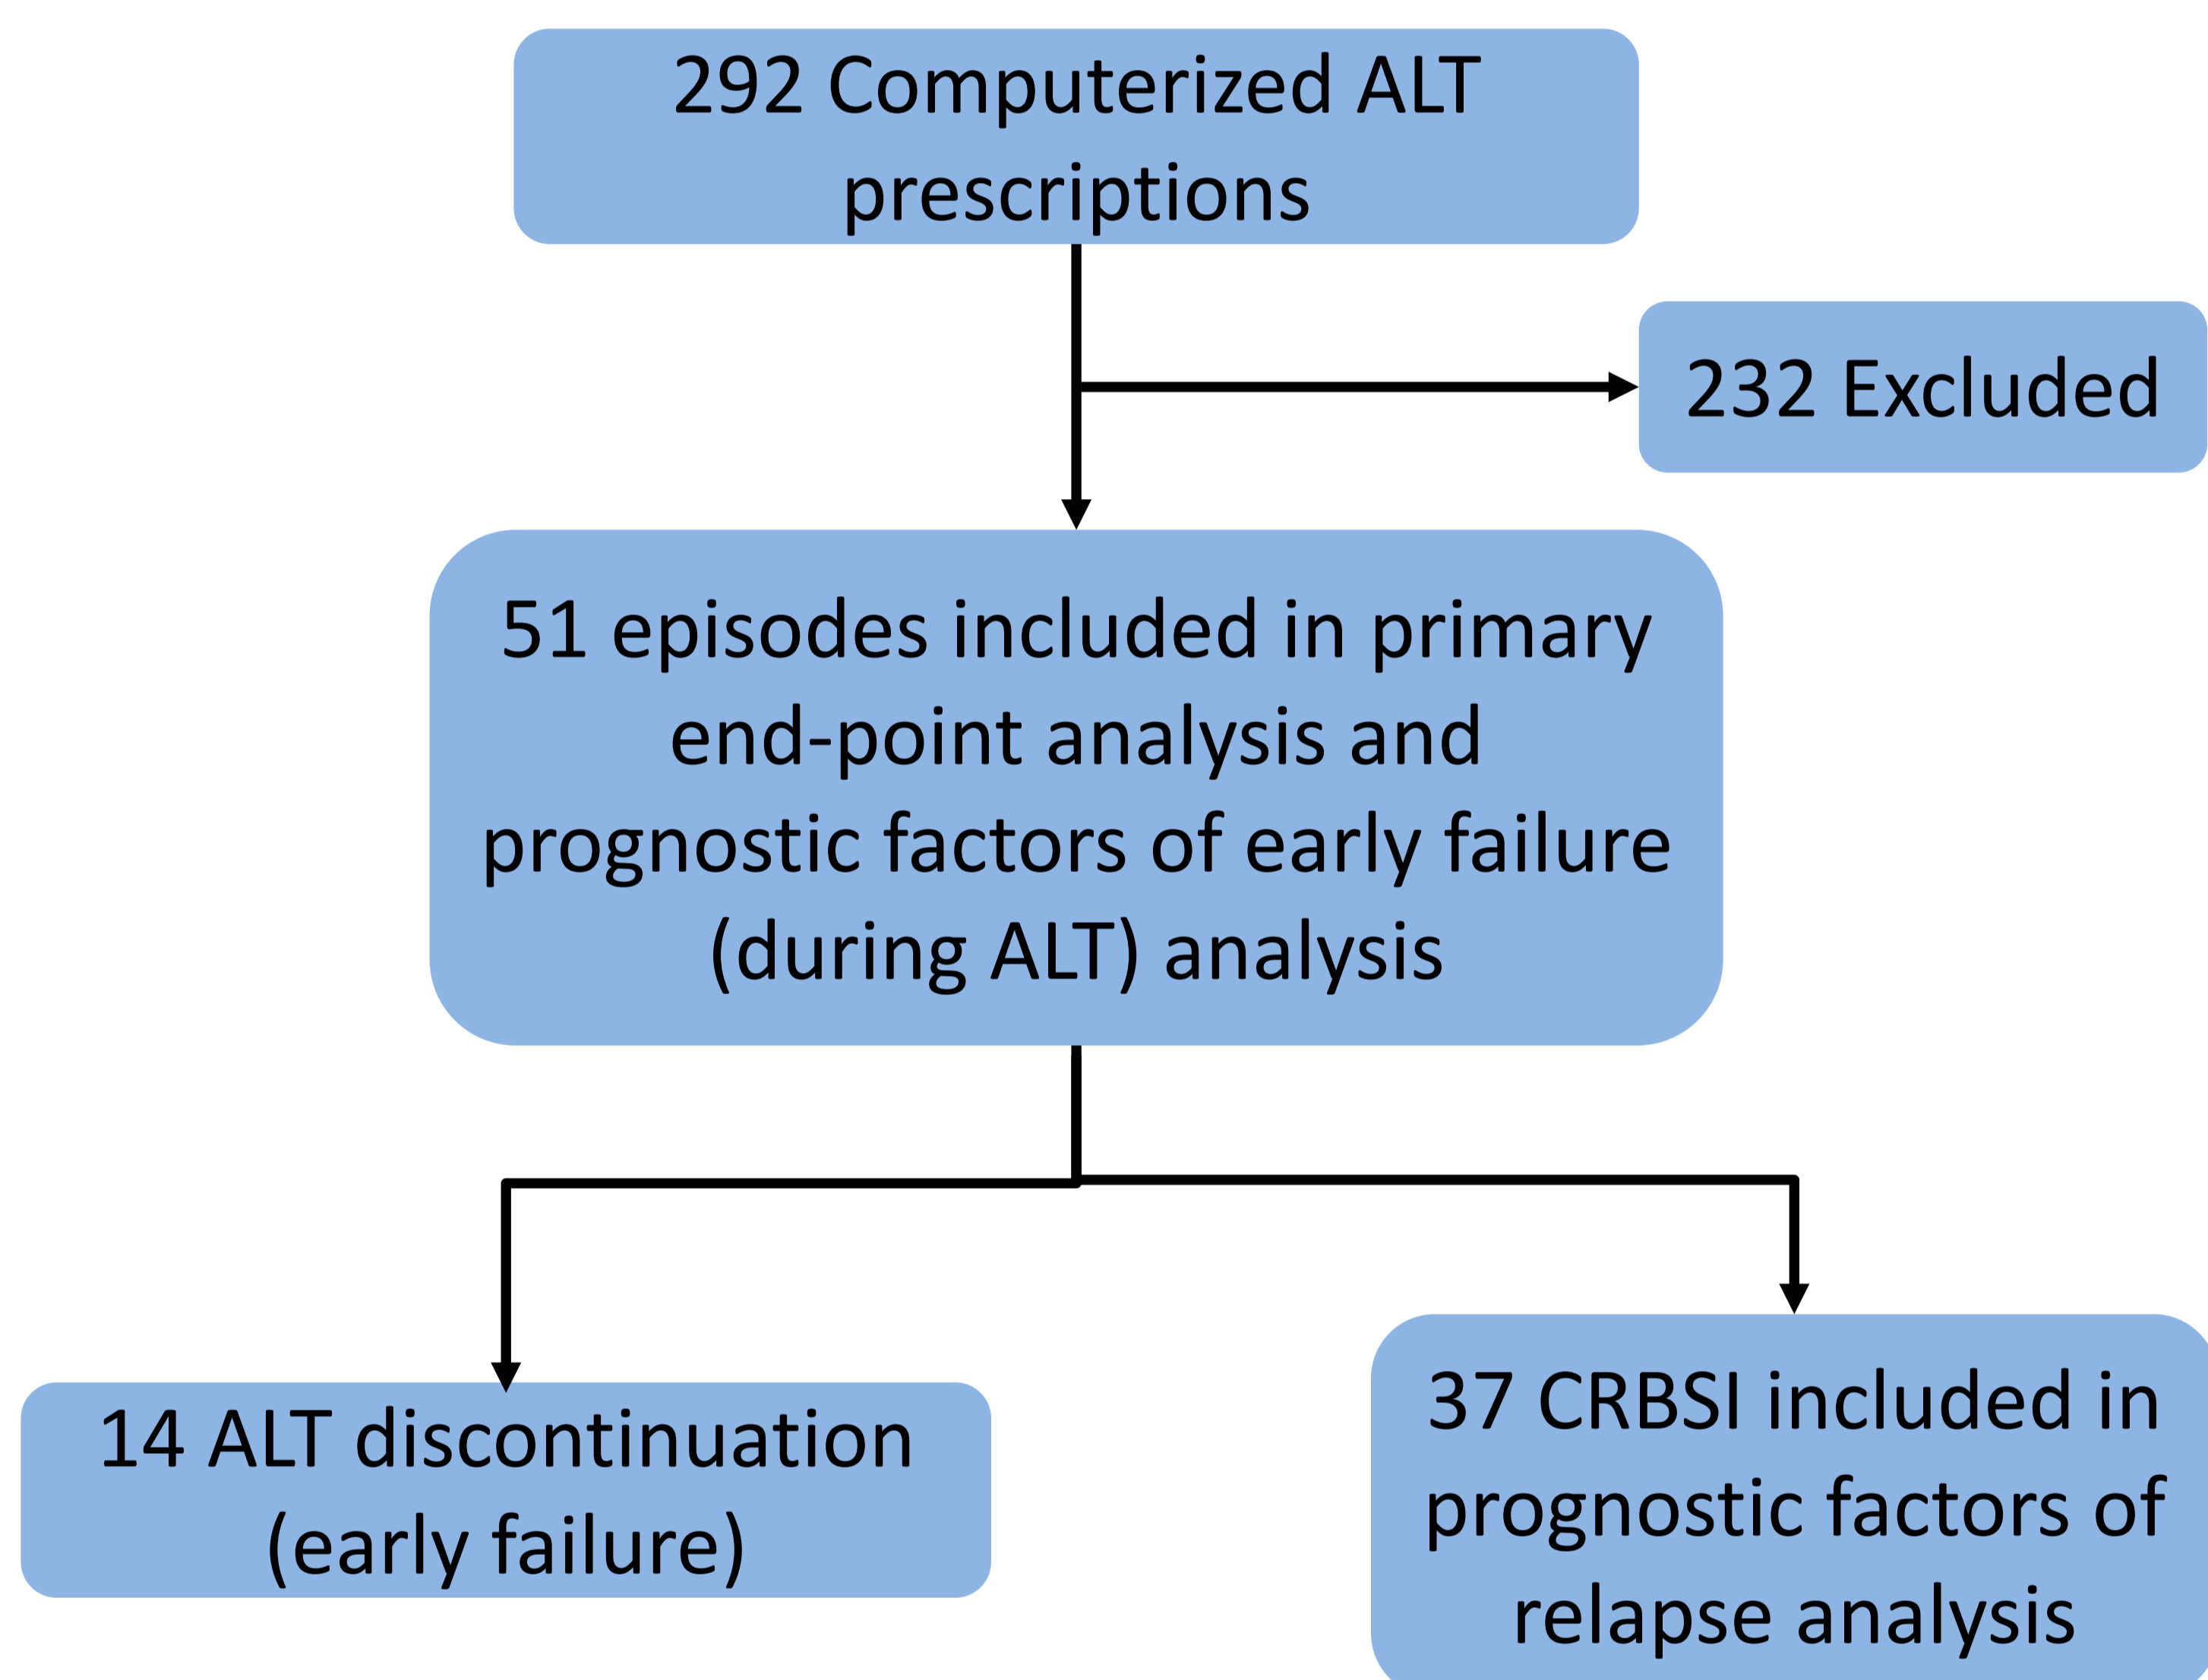 292 Computerized ALT
prescriptions
232 Excluded
51 episodes included in primary
end-point analysis and
prognostic factors of early failure
(during ALT) analysis
14 ALT discontinuation
(early failure)
37 CRBSI included in
prognostic factors of
relapse analysis